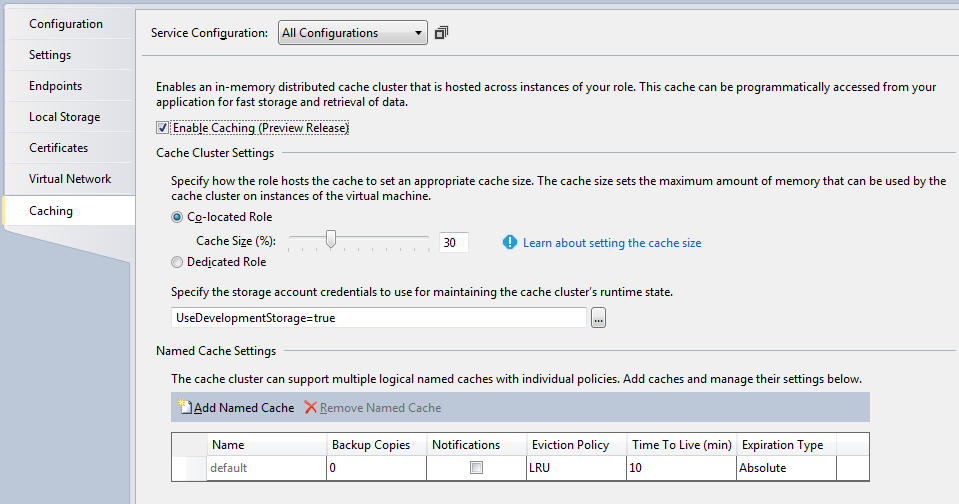 Configuration
Settings
Endpoints
Local Storage
Certificates
Virtual Network
Caching
Service Configuration: All Configurations
Enables an in-memory distributed cache cluster that is hosted across instances of your role. This cache can be programmatically accessed from your
application for fast storage and retrieval of data.
Enable Caching (Preview Release)
Cache Cluster Settings
Specify how the role hosts the cache to set an appropriate cache size. The cache size sets the maximum amount of memory that can be used by the
cache cluster on instances of the virtual machine.
Co-located Role
Cache Size (%): 30 Learn about setting the cache size
Dedicated Role
Specify the storage account credentials to use for maintaining the cache cluster's runtime state.
UseDevelopmentStorage=true ...
Named Cache Settings
The cache cluster can support multiple logical named caches with individual policies. Add caches and manage their settings below.
Add Named Cache Remove Named Cache
Name Backup Copies Notifications Eviction Policy Time To Live (min) Expiration Type
default 0 LRU 10 Absolute